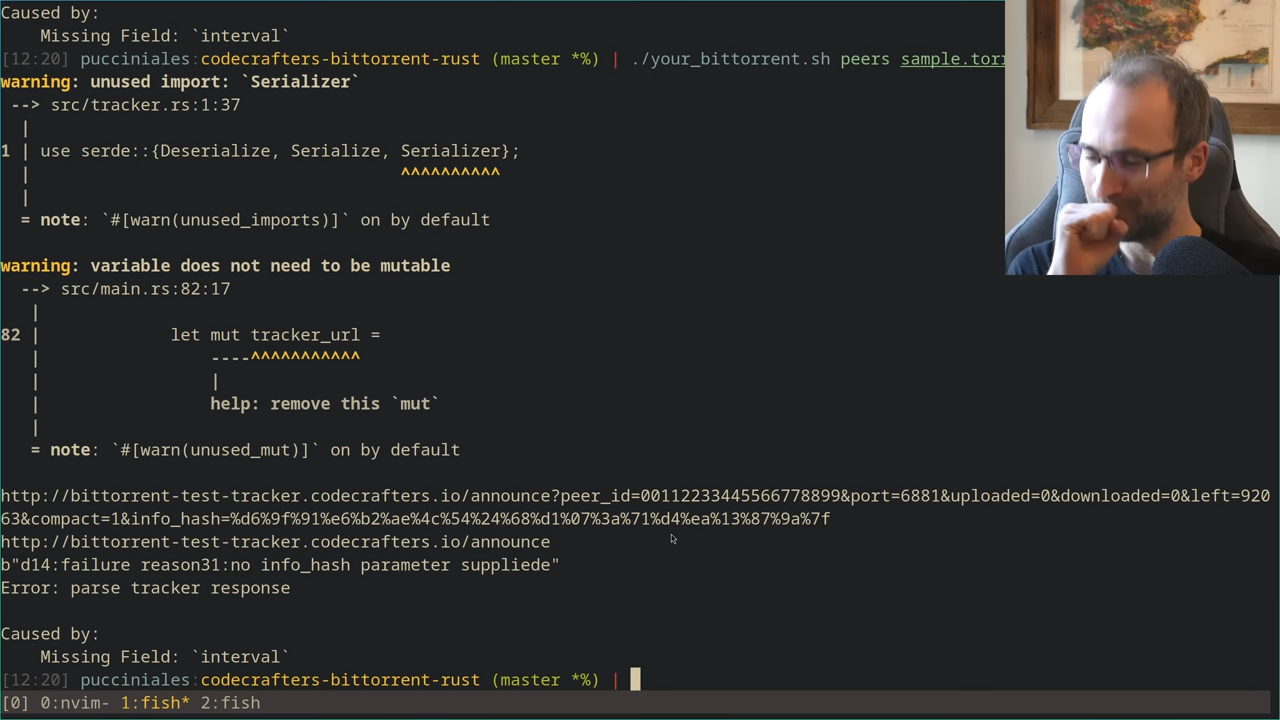 Caused by:
    Missing Field: `interval`
[12:20] pucciniales:codecrafters-bittorrent-rust (master *%) | ./your_bittorrent.sh peers sample.torr
warning: unused import: `Serializer`
 --> src/tracker.rs:1:37
  |
1 | use serde::{Deserialize, Serialize, Serializer};
  |                                     ^^^^^^^^^^
  |
  = note: `#[warn(unused_imports)]` on by default
warning: variable does not need to be mutable
  --> src/main.rs:82:17
   |
82 |             let mut tracker_url =
   |                 ----^^^^^^^^^^^
   |                 |
   |                 help: remove this `mut`
   |
   = note: `#[warn(unused_mut)]` on by default
http://bittorrent-test-tracker.codecrafters.io/announce?peer_id=00112233445566778899&port=6881&uploaded=0&downloaded=0&left=920
63&compact=1&info_hash=%d6%9f%91%e6%b2%ae%4c%54%24%68%d1%07%3a%71%d4%ea%13%87%9a%7f
http://bittorrent-test-tracker.codecrafters.io/announce
b"d14:failure reason31:no info_hash parameter suppliede"
Error: parse tracker response
Caused by:
    Missing Field: `interval`
[12:20] pucciniales:codecrafters-bittorrent-rust (master *%) |
[0] 0:nvim- 1:fish* 2:fish